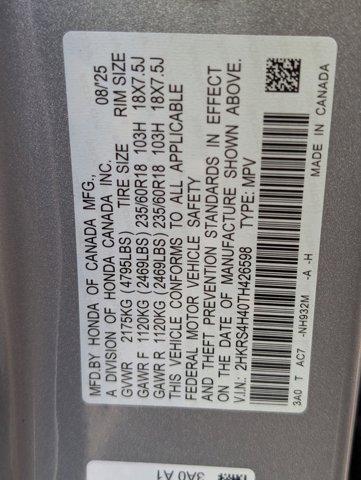 MFD.BY HONDA OF CANADA MFG., 08/25
A DIVISION OF HONDA CANADA INC.
GVWR 2175KG (4795LBS) TIRE SIZE RIM SIZE
GAWR F 1120KG (2469LBS) 235/60R18 103H 18X7.5J
GAWR R 1120KG (2469LBS) 235/60R18 103H 18X7.5J
THIS VEHICLE CONFORMS TO ALL APPLICABLE
FEDERAL MOTOR VEHICLE SAFETY
AND THEFT PREVENTION STANDARDS IN EFFECT
ON THE DATE OF MANUFACTURE SHOWN ABOVE.
V.I.N.: 2HKRS4H40TH426598 TYPE: MPV
3A0 T AC7 -NH932M -A -H MADE IN CANADA
3A0 A1